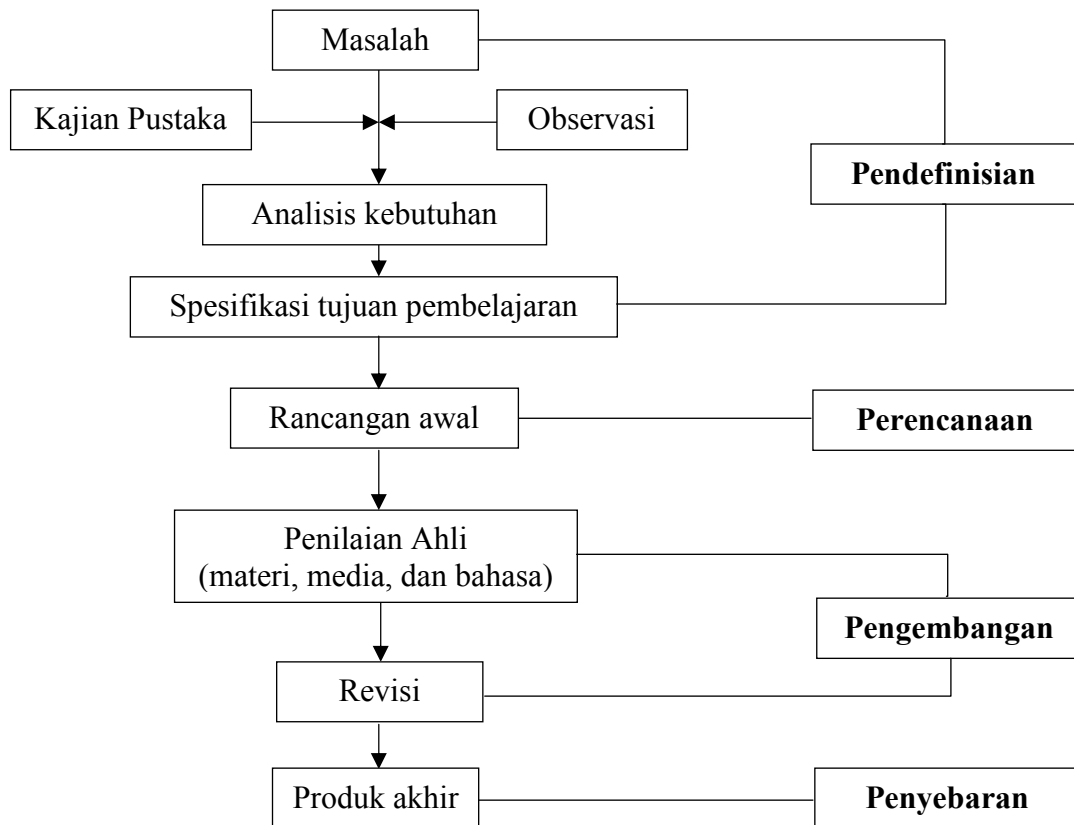 Masalah
Kajian Pustaka
Observasi
Pendefinisian
Analisis kebutuhan
Spesifikasi tujuan pembelajaran
Rancangan awal
Perencanaan
Penilaian Ahli
(materi, media, dan bahasa)
Pengembangan
Revisi
Produk akhir
Penyebaran